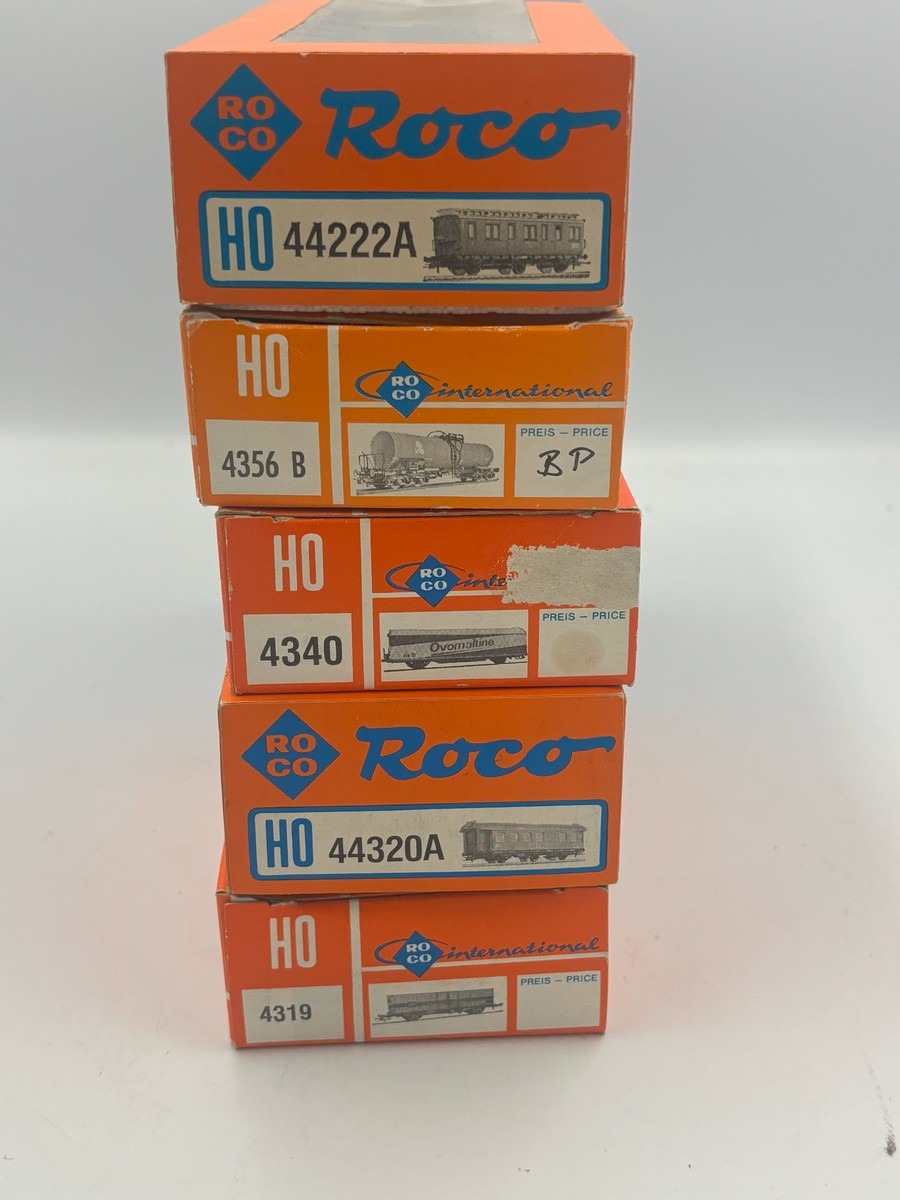 RO
CO
Roco
HO 44222A
HO
RO
CO
international
4356 B
PREIS – PRICE
BP
HO
RO
CO
inte
4340
Ovomaltine
PREIS – PRICE
RO
CO
Roco
HO 44320A
HO
RO
CO
international
4319
PREIS – PRICE